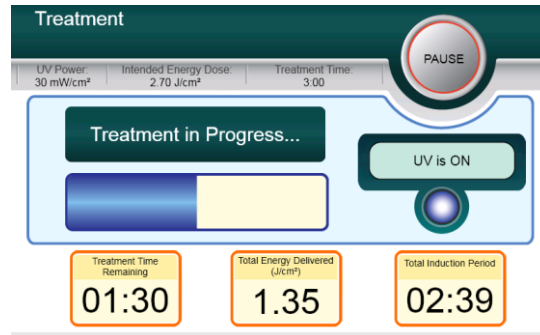 Treatment
PAUSE
UV Power: Intended Energy Dose: Treatment Time:
30 mW/cm² 2.70 J/cm² 3:00
Treatment in Progress...
UV is ON
Treatment Time
Remaining
01:30
Total Energy Delivered
(J/cm²)
1.35
Total Induction Period
02:39